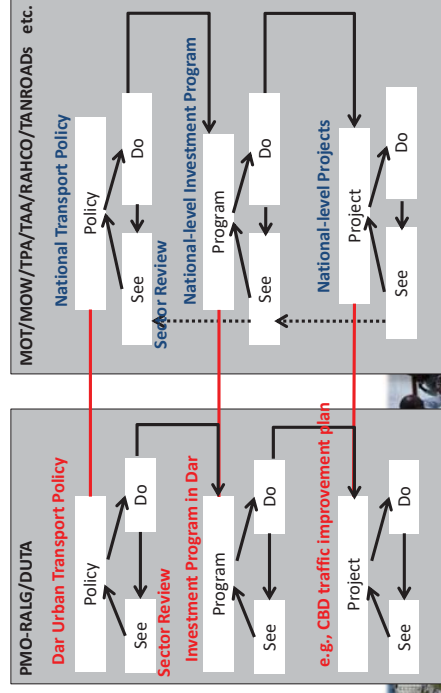 PMO-RALG/DUTA
Dar Urban Transport Policy
Policy
See
Do
Sector Review
Investment Program in Dar
Program
See
Do
e.g., CBD traffic improvement plan
Project
See
Do
MOT/MOW/TPA/TAA/RAHCO/TANROADs etc.
National Transport Policy
Policy
See
Do
Sector Review
National-level Investment Program
Program
See
Do
National-level Projects
Project
See
Do